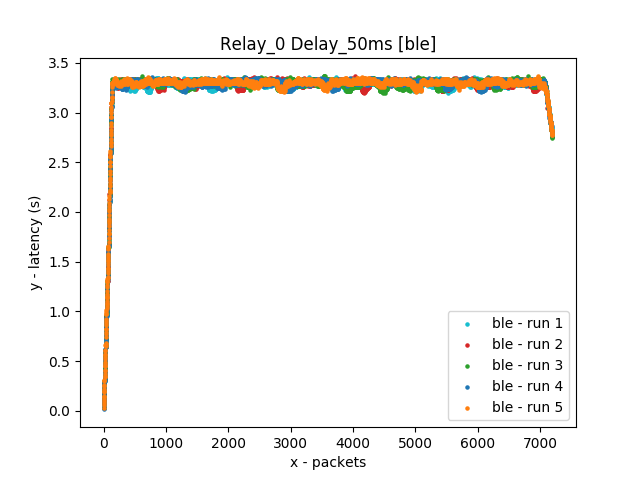 Relay_0 Delay_50ms [ble]
y - latency (s)
3.5
3.0
2.5
2.0
1.5
1.0
0.5
0.0
ble - run 1
ble - run 2
ble - run 3
ble - run 4
ble - run 5
0 1000 2000 3000 4000 5000 6000 7000
x - packets